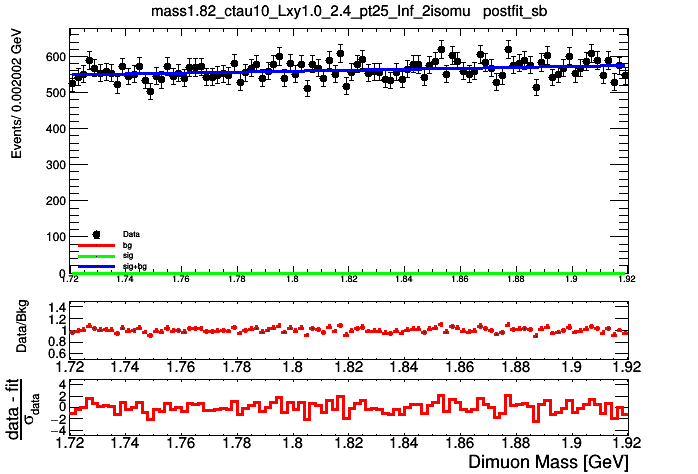 mass1.82_ctau10_Lxy1.0_2.4_pt25_Inf_2isomu postfit_sb
Events/ 0.002002 GeV
600
500
400
300
200
100
0
Data
bg
sig
sig+bg
1.72 1.74 1.76 1.78 1.8 1.82 1.84 1.86 1.88 1.9 1.92
Data/Bkg
1.4
1.2
1
0.8
0.6
1.72 1.74 1.76 1.78 1.8 1.82 1.84 1.86 1.88 1.9 1.92
data - fit
σdata
4
2
0
−2
−4
1.72 1.74 1.76 1.78 1.8 1.82 1.84 1.86 1.88 1.9 1.92
Dimuon Mass [GeV]